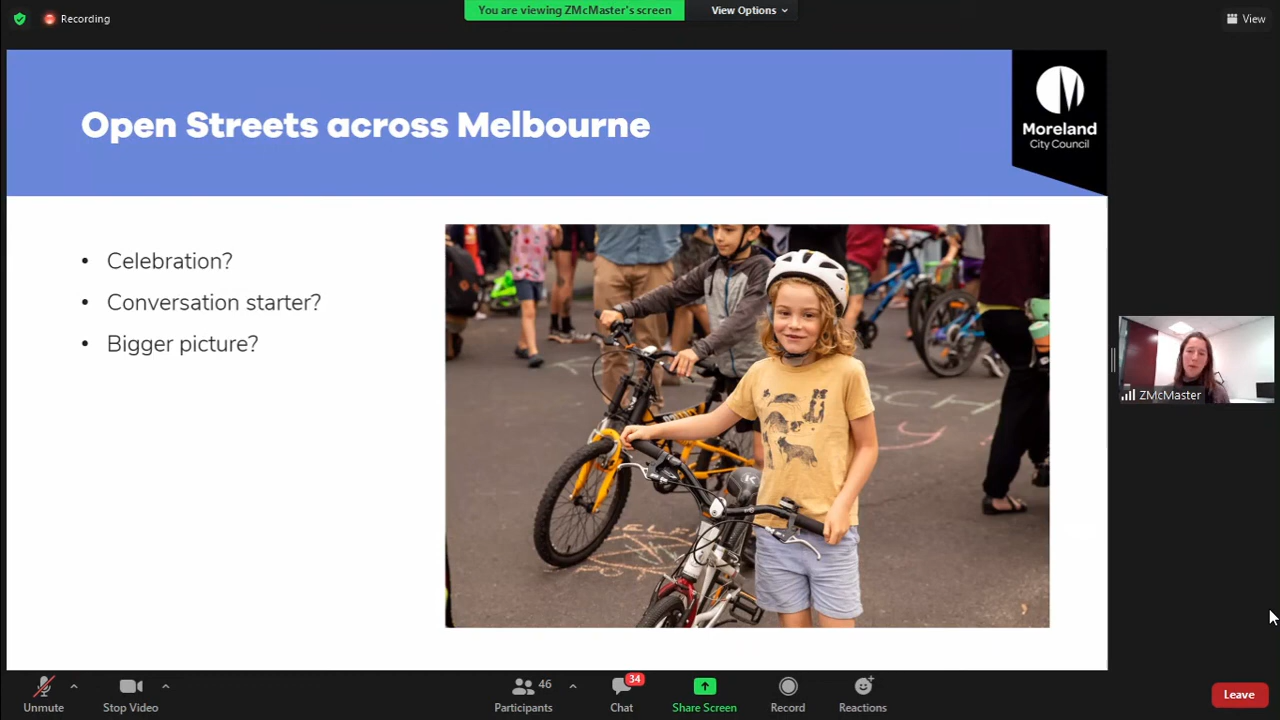 Recording
You are viewing ZMcMaster's screen
View Options
View
Open Streets across Melbourne
Moreland
City Council
• Celebration?
• Conversation starter?
• Bigger picture?
ZMcMaster
Unmute
Stop Video
46
Participants
34
Chat
Share Screen
Record
Reactions
Leave